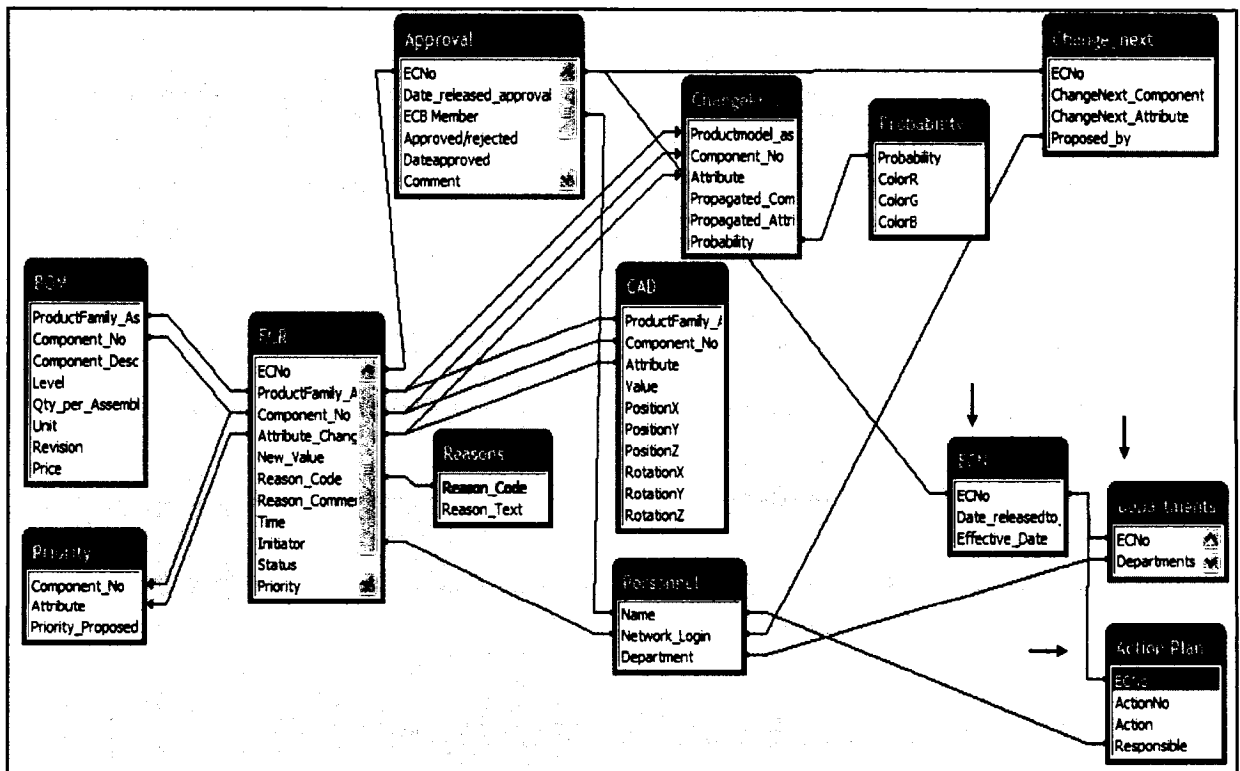 Approval
ECNo
Date_released_approval
ECB Member
Approved/rejected
Dateapproved
Comment
Productmodel_as
Component_No
Attribute
Propagated_Com
Propagated_Attri
Probability
Probability
Probability
ColorR
ColorG
ColorB
Change_next
ECNo
ChangeNext_Component
ChangeNext_Attribute
Proposed_by
BOM
ProductFamily_As
Component_No
Component_Desc
Level
Qty_per_Assembl
Unit
Revision
Price
ECR
ECNo
ProductFamily_A
Component_No
Attribute_Chang
New_Value
Reason_Code
Reason_Commer
Time
Initiator
Status
Priority
CAD
ProductFamily_A
Component_No
Attribute
Value
PositionX
PositionY
PositionZ
RotationX
RotationY
RotationZ
Reasons
Reason_Code
Reason_Text
Priority
Component_No
Attribute
Priority_Proposed
Personnel
Name
Network_Login
Department
ECN
ECNo
Date_releasedto_
Effective_Date
Departments
ECNo
Departments
Action Plan
ECNo
ActionNo
Action
Responsible